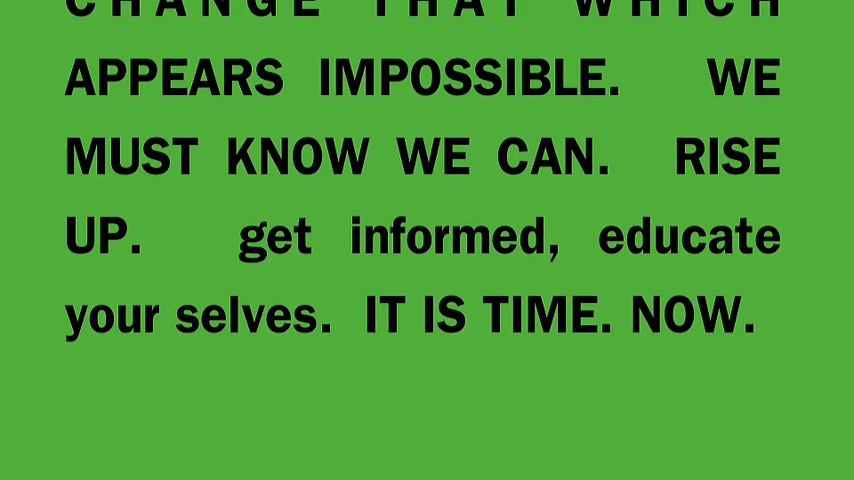 CHANGE THAT WHICH
APPEARS IMPOSSIBLE. WE
MUST KNOW WE CAN. RISE
UP. get informed, educate
your selves. IT IS TIME. NOW.